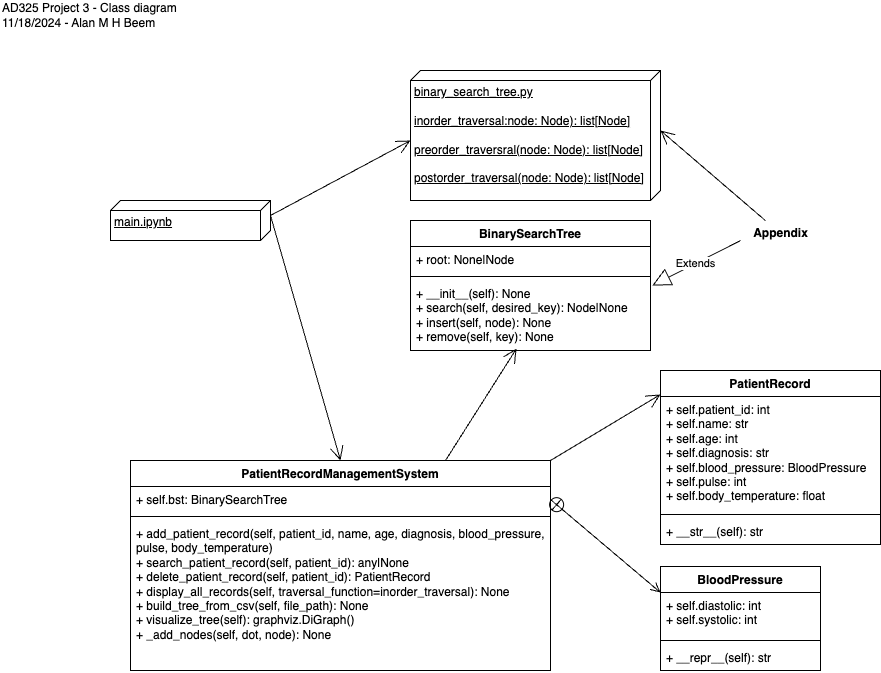 AD325 Project 3 - Class diagram
11/18/2024 - Alan M H Beem
binary_search_tree.py
inorder_traversal:node: Node): list[Node]
preorder_traversral(node: Node): list[Node]
postorder_traversal(node: Node): list[Node]
main.ipynb
Appendix
Extends
BinarySearchTree
+ root: None|Node
+ __init__(self): None
+ search(self, desired_key): Node|None
+ insert(self, node): None
+ remove(self, key): None
PatientRecord
+ self.patient_id: int
+ self.name: str
+ self.age: int
+ self.diagnosis: str
+ self.blood_pressure: BloodPressure
+ self.pulse: int
+ self.body_temperature: float
+ __str__(self): str
PatientRecordManagementSystem
+ self.bst: BinarySearchTree
+ add_patient_record(self, patient_id, name, age, diagnosis, blood_pressure,
pulse, body_temperature)
+ search_patient_record(self, patient_id): any|None
+ delete_patient_record(self, patient_id): PatientRecord
+ display_all_records(self, traversal_function=inorder_traversal): None
+ build_tree_from_csv(self, file_path): None
+ visualize_tree(self): graphviz.DiGraph()
+ _add_nodes(self, dot, node): None
BloodPressure
+ self.diastolic: int
+ self.systolic: int
+ __repr__(self): str